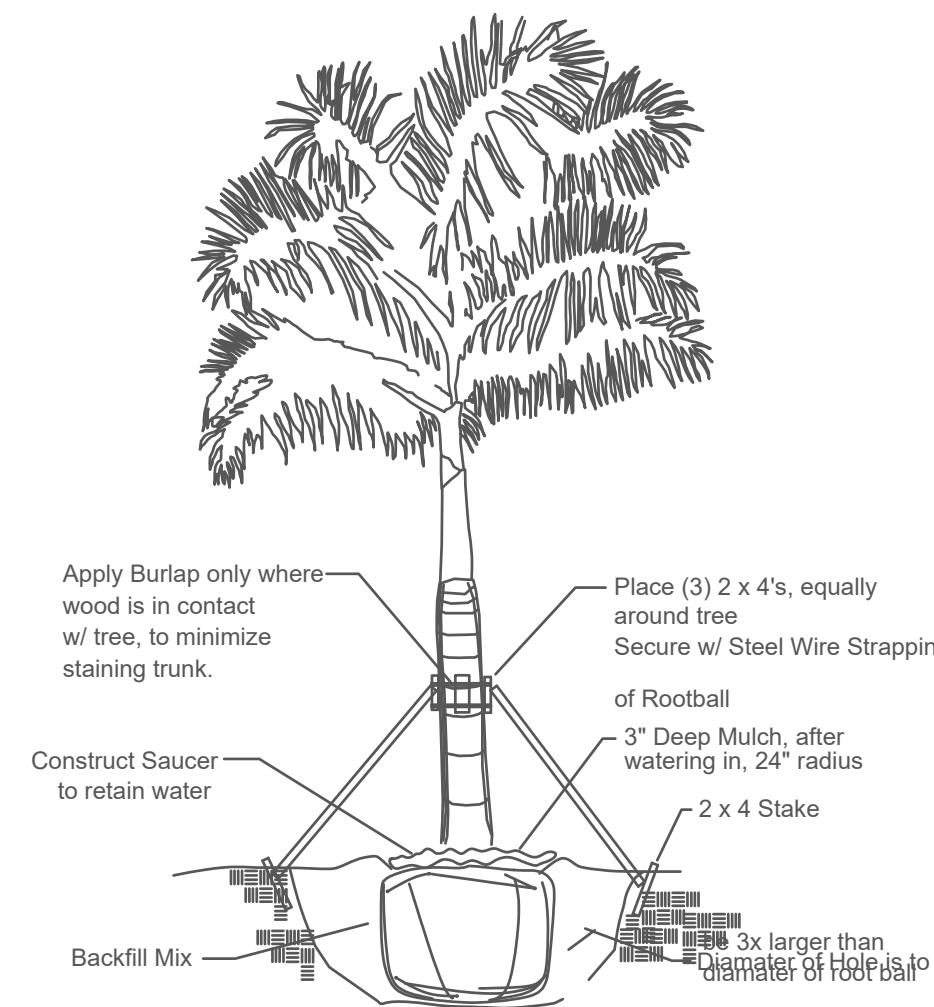 Apply Burlap only where
wood is in contact
w/ tree, to minimize
staining trunk.
Place (3) 2 x 4's, equally
around tree
Secure w/ Steel Wire Strappin
of Rootball
3" Deep Mulch, after
watering in, 24" radius
Construct Saucer
to retain water
2 x 4 Stake
Backfill Mix
be 3x larger than
Diamater of Hole is to
diamater of root ball